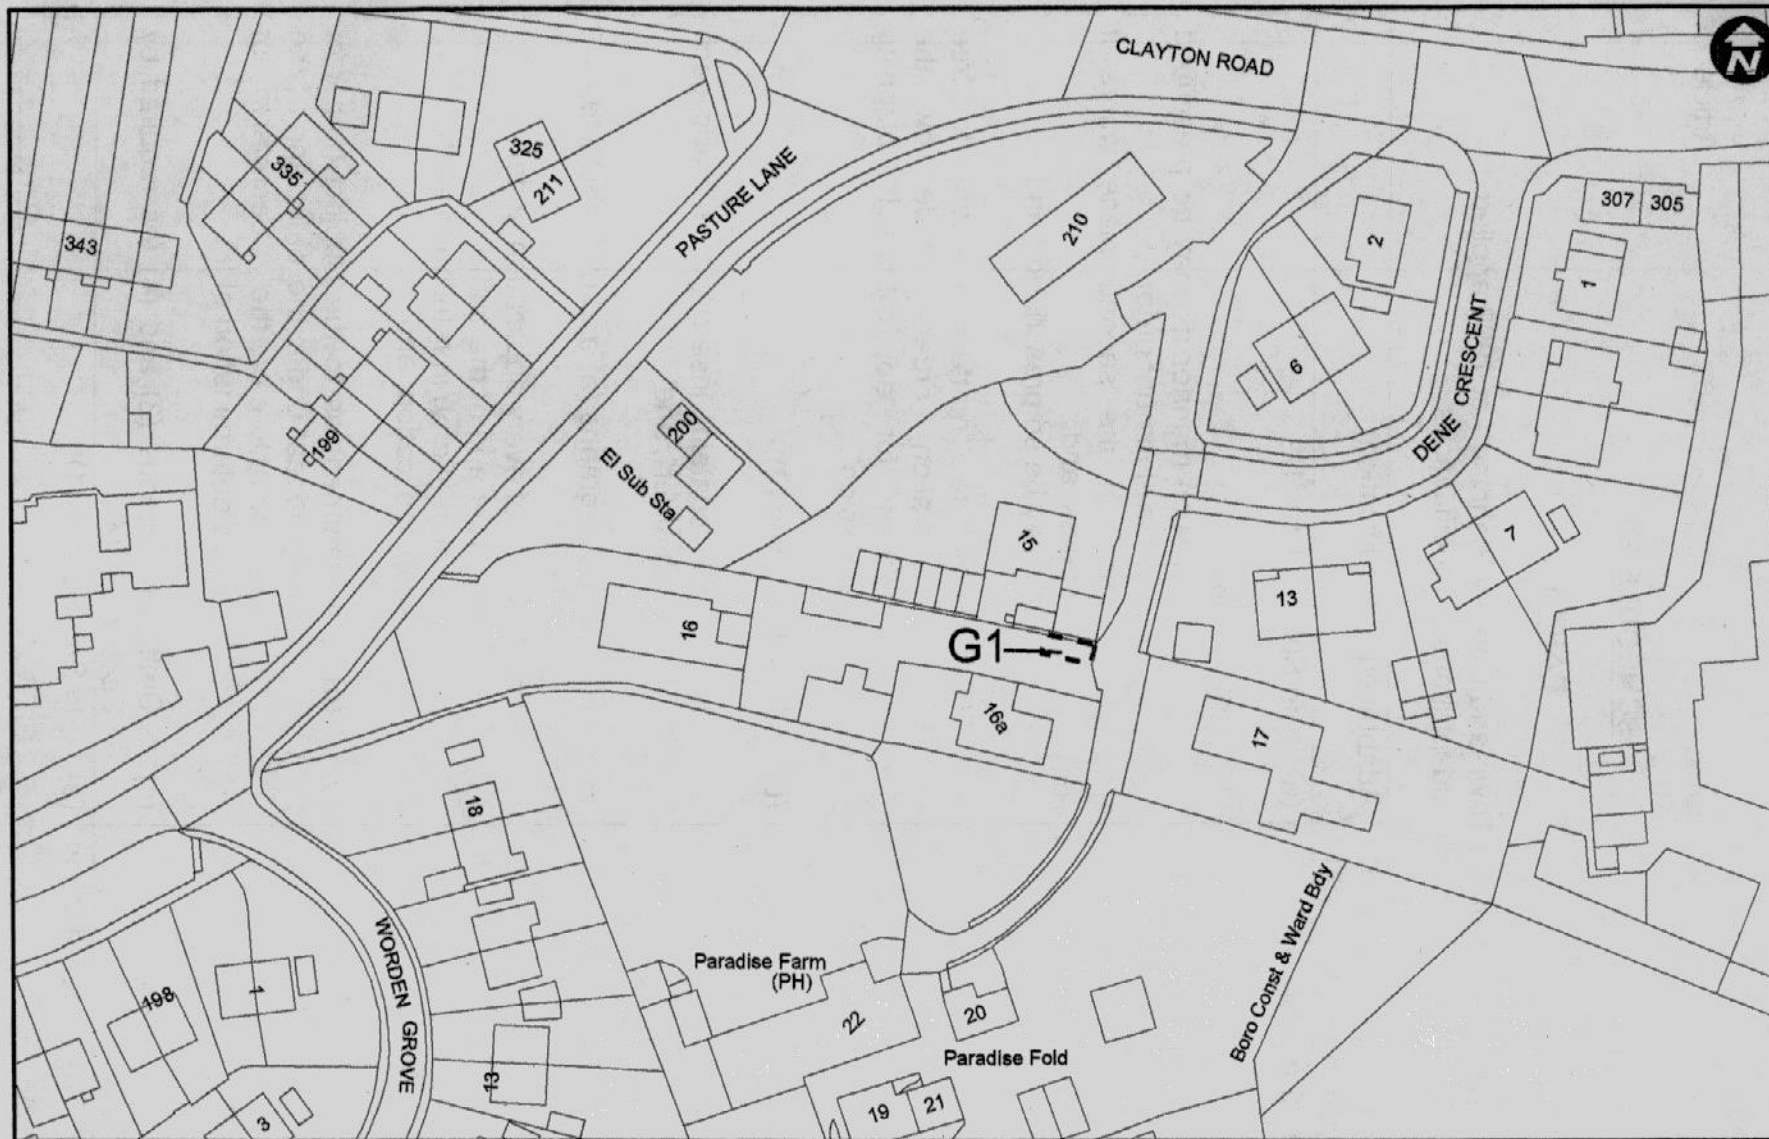 CLAYTON ROAD
N
325
211
335
343
PASTURE LANE
210
2
307
305
1
6
DENE CRESCENT
199
200
El Sub Sta
15
7
13
16
G1
16a
17
18
WORDEN GROVE
Boro Const & Ward Bdy
Paradise Farm
(PH)
198
1
22
20
Paradise Fold
13
19
21
3